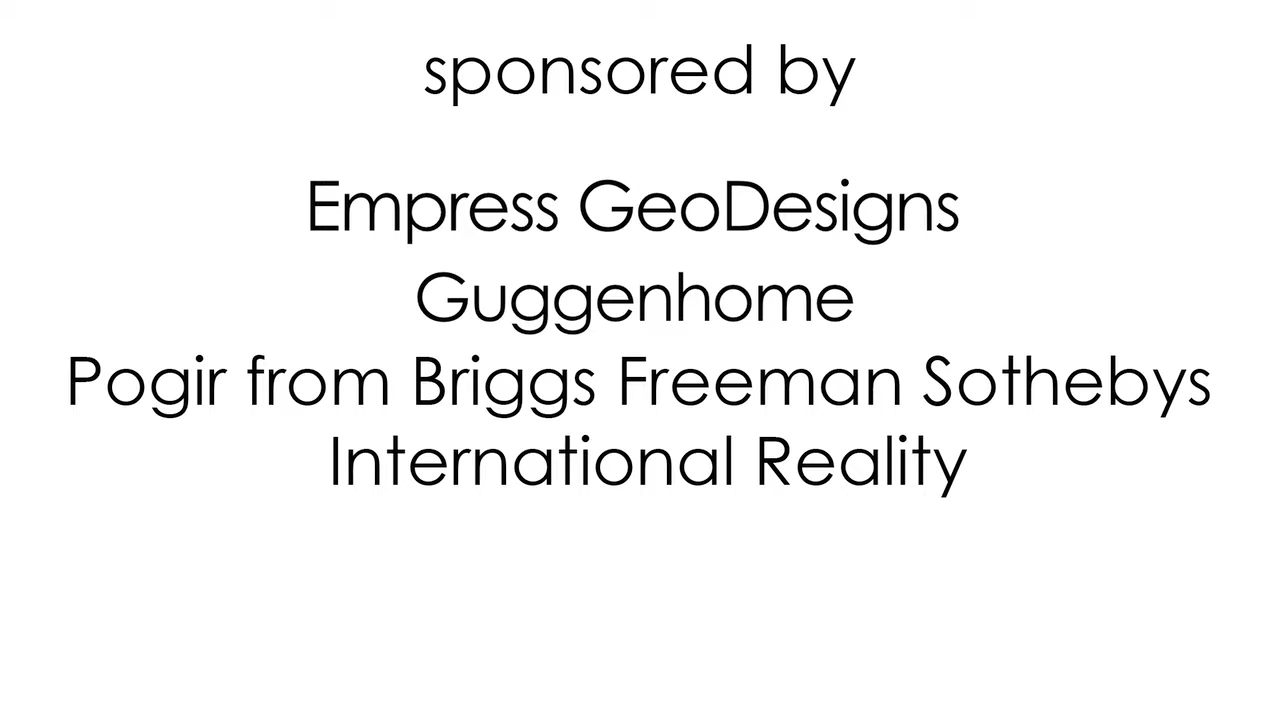 sponsored by
Empress GeoDesigns
Guggenhome
Pogir from Briggs Freeman Sothebys
International Reality